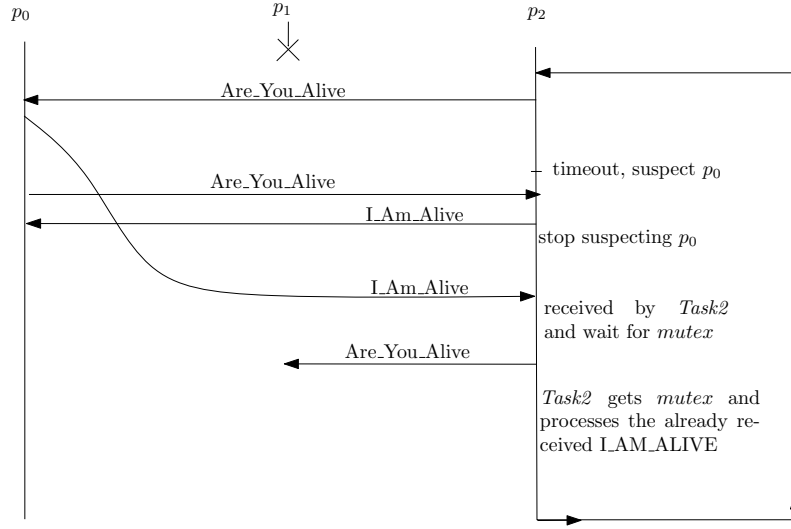 p0
p1
p2
Are_You_Alive
timeout, suspect p0
Are_You_Alive
I_Am_Alive
stop suspecting p0
I_Am_Alive
received by Task2
and wait for mutex
Are_You_Alive
Task2 gets mutex and
processes the already re-
ceived I_AM_ALIVE